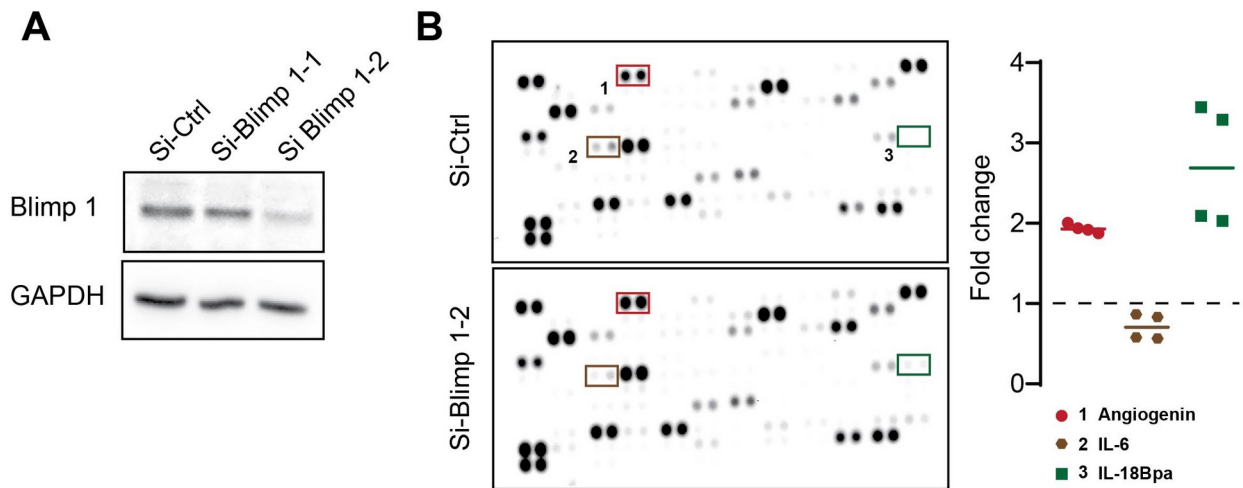 A
Si-Ctrl
Si-Blimp 1-1
Si Blimp 1-2
Blimp 1
GAPDH
B
Si-Ctrl
1
2
3
Si-Blimp 1-2
Fold change
4
3
2
1
0
1 Angiogenin
2 IL-6
3 IL-18Bpa